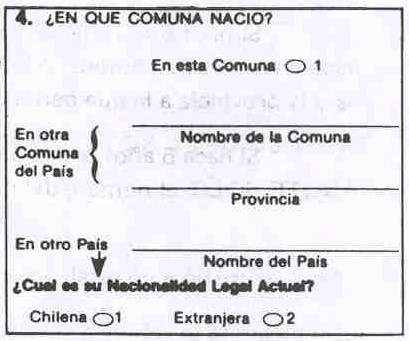 4. ¿EN QUE COMUNA NACIO?
En esta Comuna 1
En otra
Comuna
del País
Nombre de la Comuna
Provincia
En otro País
Nombre del País
¿Cual es su Nacionalidad Legal Actual?
Chilena 1 Extranjera 2